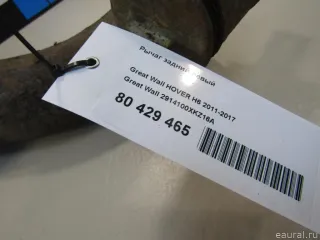 Рычаг задний левый
Great Wall HOVER H6 2011-2017
Great Wall 2914100XKZ16A
80 429 465
eaural.ru